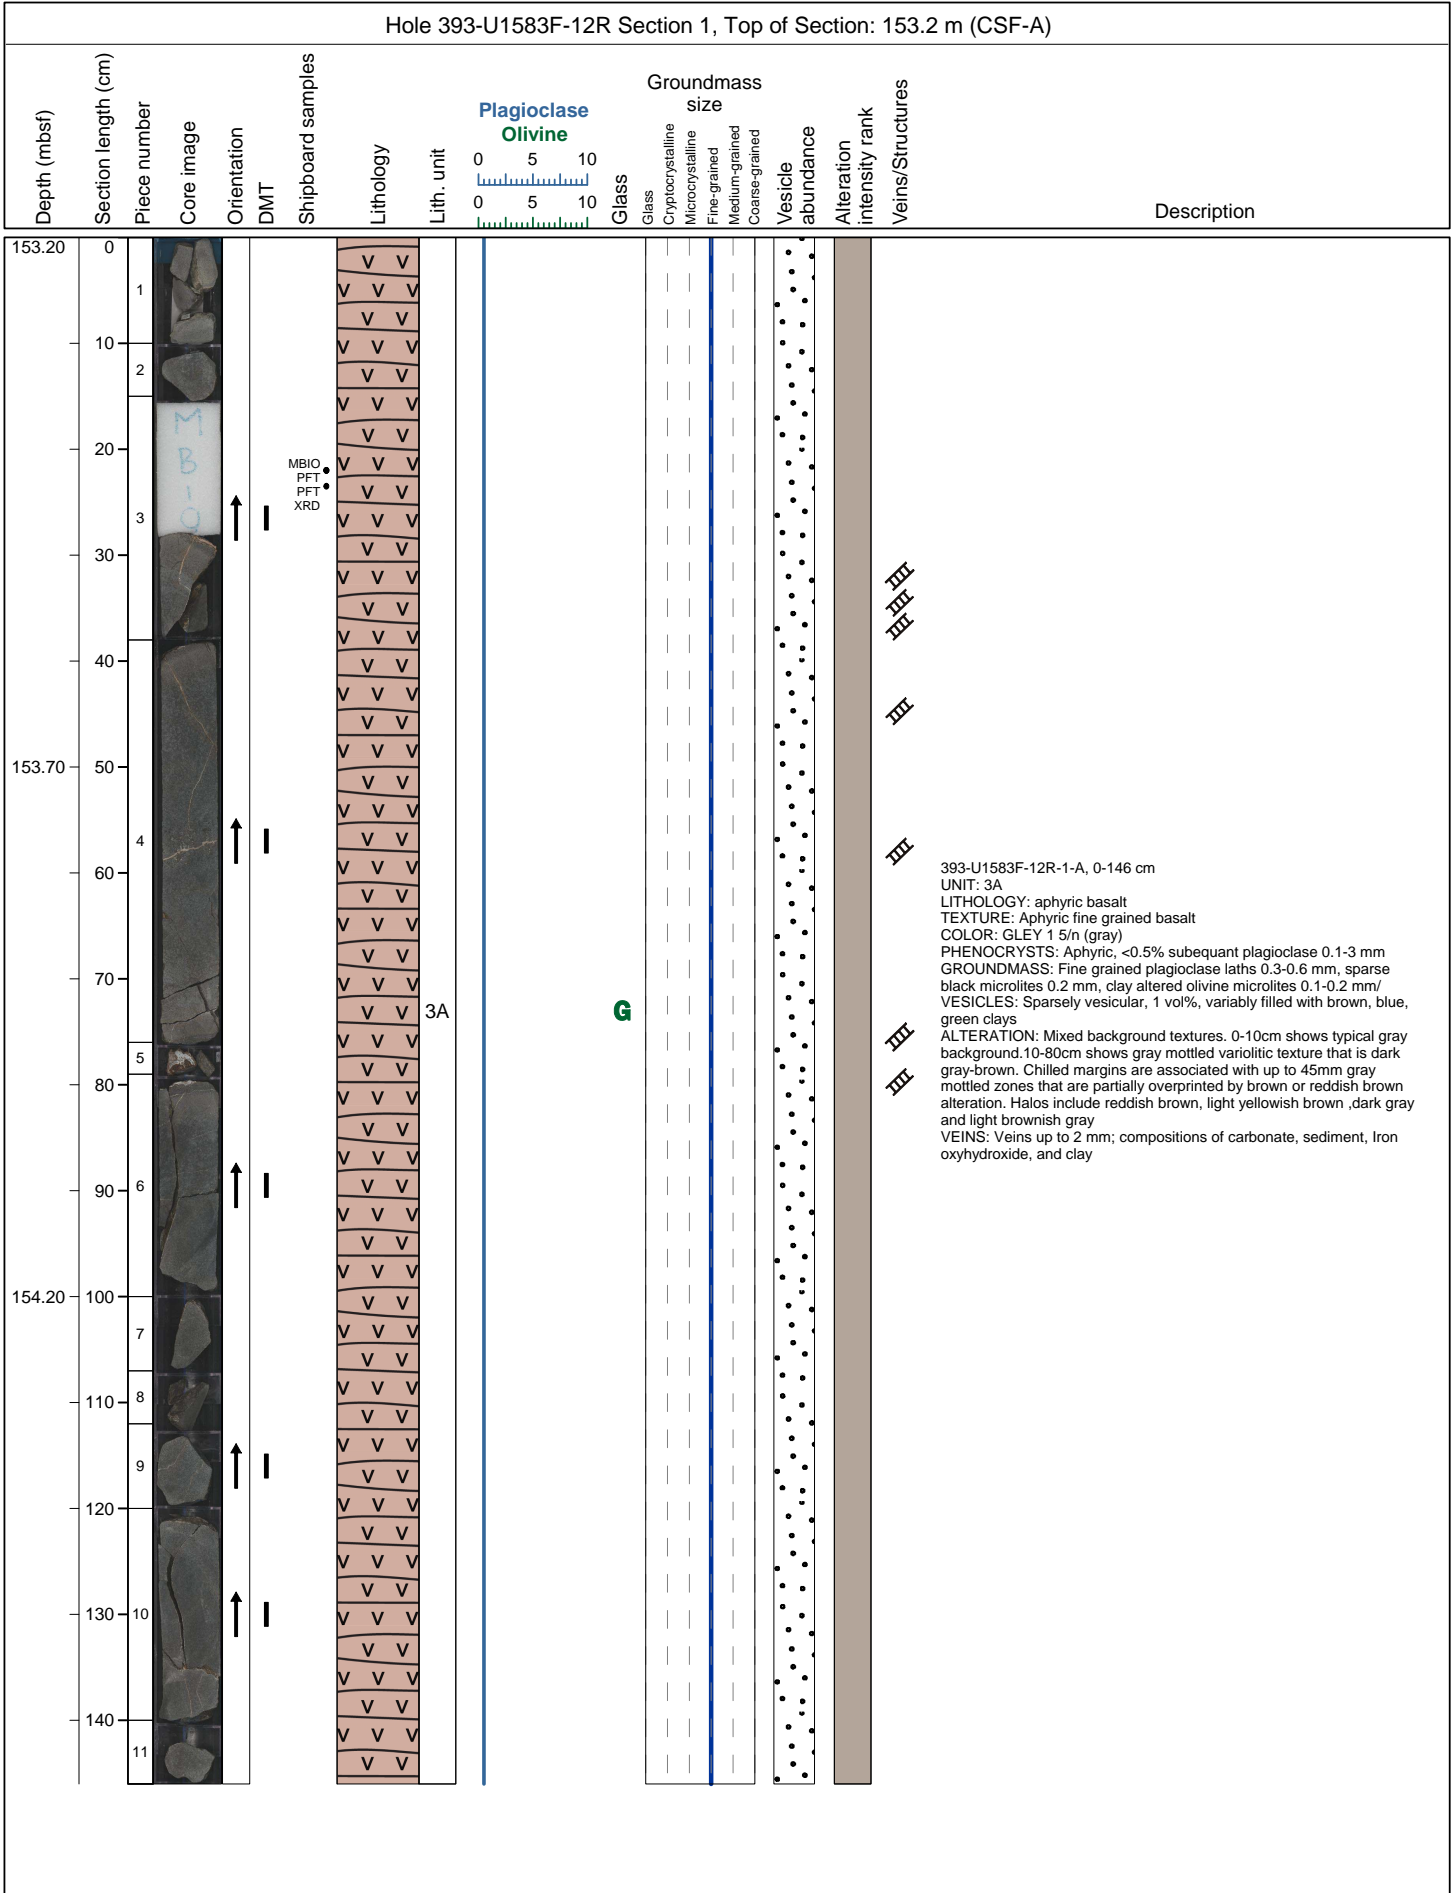 Hole 393-U1583F-12R Section 1, Top of Section: 153.2 m (CSF-A)
Depth (mbsf)
Section length (cm)
Piece number
Core image
Orientation
DMT
Shipboard samples
Lithology
Lith. unit
Plagioclase
Olivine
0 5 10
0 5 10
Glass
Groundmass
size
Glass
Cryptocrystalline
Microcrystalline
Fine-grained
Medium-grained
Coarse-grained
Vesicle
abundance
Alteration
intensity rank
Veins/Structures
Description
153.20
153.70
154.20
0
10
20
30
40
50
60
70
80
90
100
110
120
130
140
1
2
3
4
5
6
7
8
9
10
11
M
B
I
O
MBIO
PFT
PFT
XRD
3A
G
393-U1583F-12R-1-A, 0-146 cm
UNIT: 3A
LITHOLOGY: aphyric basalt
TEXTURE: Aphyric fine grained basalt
COLOR: GLEY 1 5/n (gray)
PHENOCRYSTS: Aphyric, <0.5% subequant plagioclase 0.1-3 mm
GROUNDMASS: Fine grained plagioclase laths 0.3-0.6 mm, sparse
black microlites 0.2 mm, clay altered olivine microlites 0.1-0.2 mm/
VESICLES: Sparsely vesicular, 1 vol%, variably filled with brown, blue,
green clays
ALTERATION: Mixed background textures. 0-10cm shows typical gray
background.10-80cm shows gray mottled variolitic texture that is dark
gray-brown. Chilled margins are associated with up to 45mm gray
mottled zones that are partially overprinted by brown or reddish brown
alteration. Halos include reddish brown, light yellowish brown ,dark gray
and light brownish gray
VEINS: Veins up to 2 mm; compositions of carbonate, sediment, Iron
oxyhydroxide, and clay